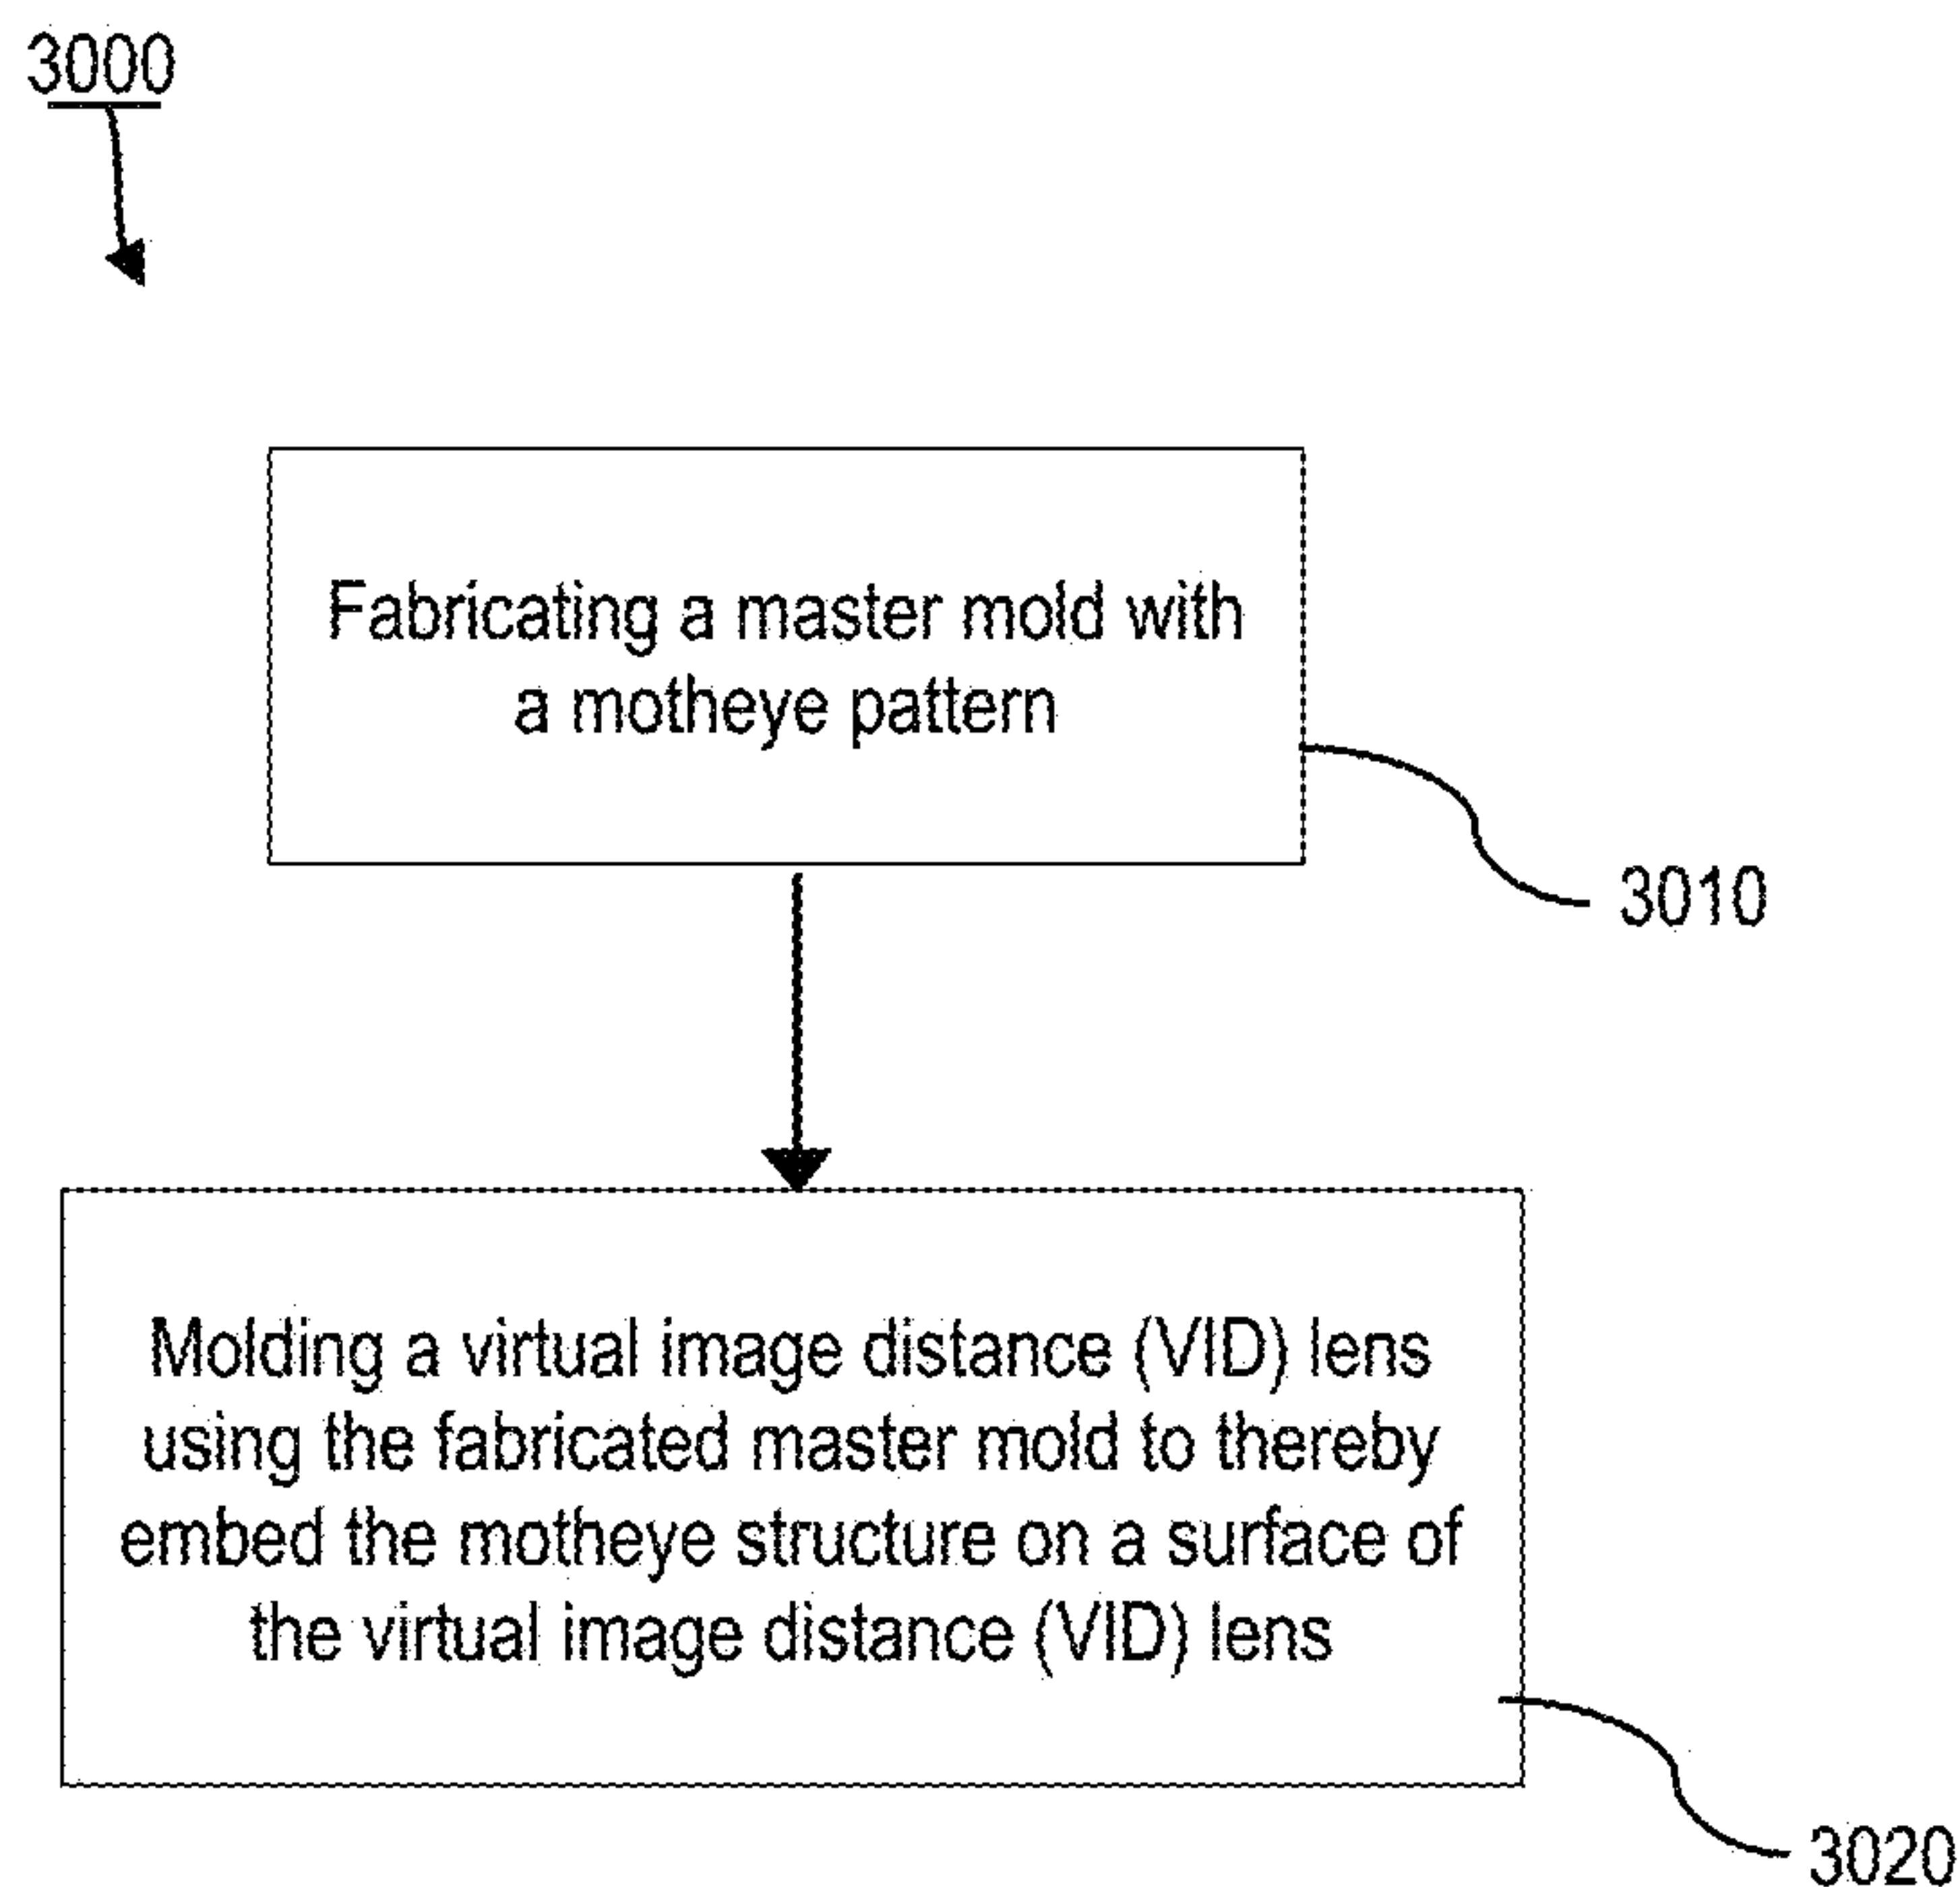 3000
Fabricating a master mold with
a motheye pattern
3010
Molding a virtual image distance (VID) lens
using the fabricated master mold to thereby
embed the motheye structure on a surface of
the virtual image distance (VID) lens
3020